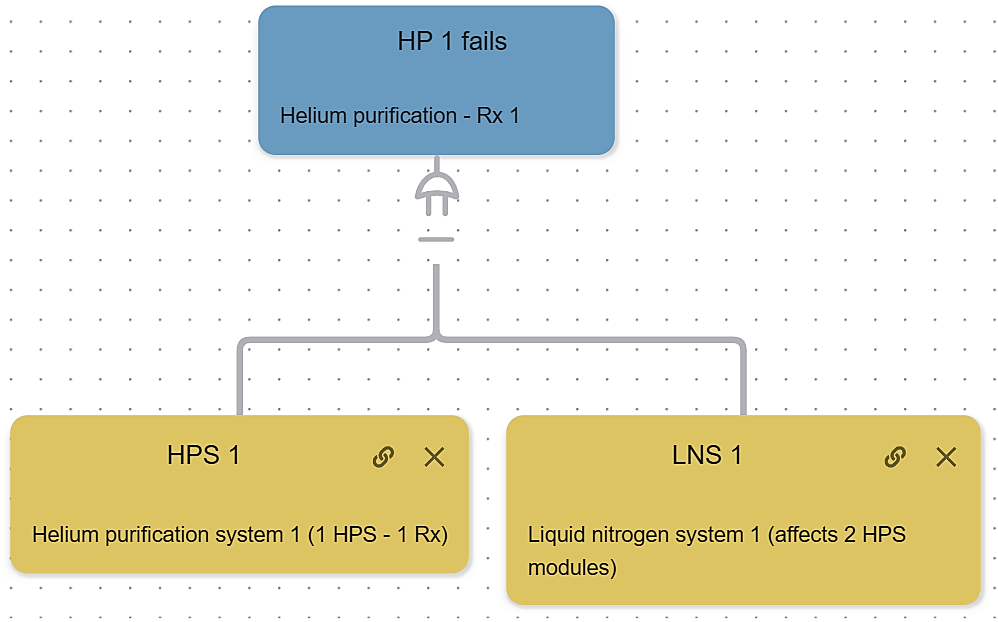 HP 1 fails
Helium purification - Rx 1
HPS 1
Helium purification system 1 (1 HPS - 1 Rx)
LNS 1
Liquid nitrogen system 1 (affects 2 HPS
modules)